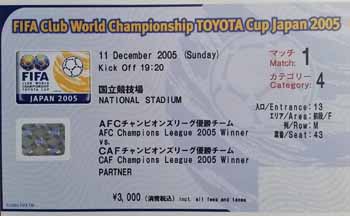 FIFA Club World Championship TOYOTA Cup Japan 2005
11 December 2005 (Sunday)
Kick Off 19:20
マッチ
Match: 1
カテゴリー
Category: 4
FIFA
JAPAN 2005
国立競技場
NATIONAL STADIUM
入口/Entrance: 13
エリア/Area: 前段/F
列/Row: M
座席/Seat: 43
AFCチャンピオンズリーグ優勝チーム
AFC Champions League 2005 Winner
vs.
CAFチャンピオンズリーグ優勝チーム
CAF Champions League 2005 Winner
PARTNER
¥3,000 (消費税込) incl. all fees and taxes